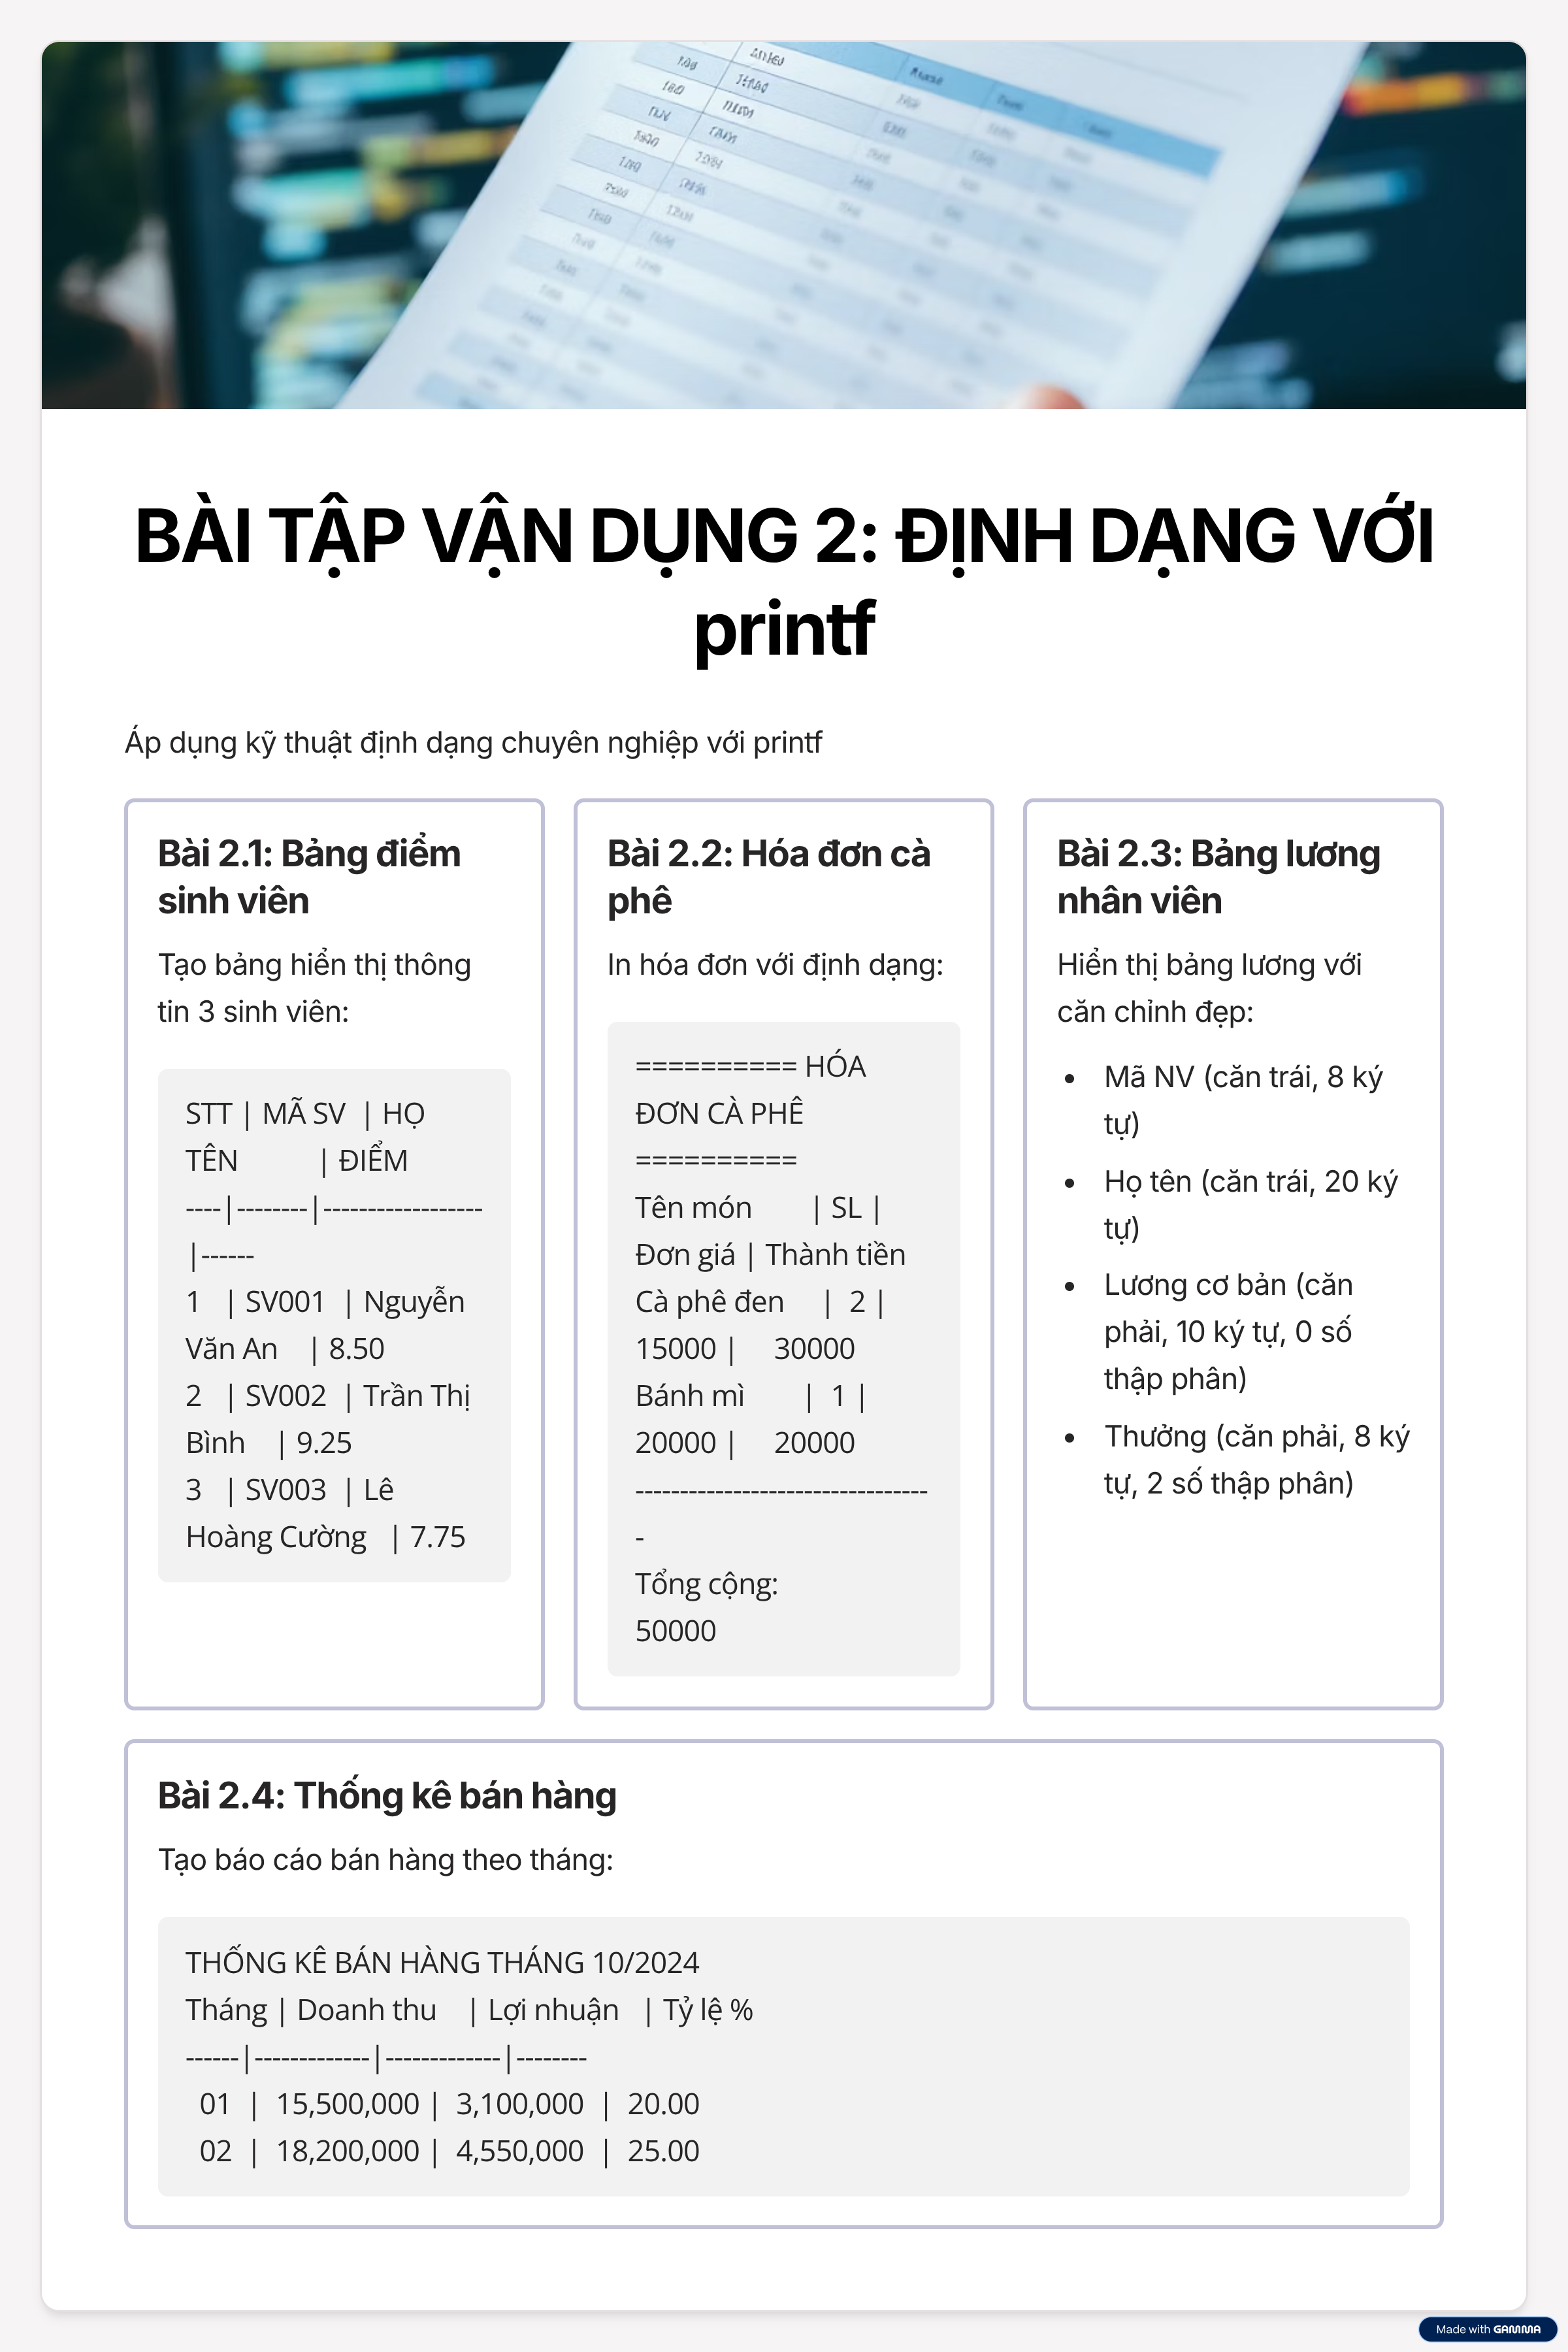 BÀI TẬP VẬN DỤNG 2: ĐỊNH DẠNG VỚI
printf
Áp dụng kỹ thuật định dạng chuyên nghiệp với printf
Bài 2.1: Bảng điểm
sinh viên
Tạo bảng hiển thị thông
tin 3 sinh viên:
STT | MÃ SV  | HỌ
TÊN           | ĐIỂM
----|--------|------------------
|------
1   | SV001  | Nguyễn
Văn An    | 8.50
2   | SV002  | Trần Thị
Bình    | 9.25
3   | SV003  | Lê
Hoàng Cường   | 7.75
Bài 2.2: Hóa đơn cà
phê
In hóa đơn với định dạng:
========== HÓA
ĐƠN CÀ PHÊ
==========
Tên món        | SL |
Đơn giá | Thành tiền
Cà phê đen     |  2 |
15000 |     30000
Bánh mì        |  1 |
20000 |     20000
---------------------------------
-
Tổng cộng:
50000
Bài 2.3: Bảng lương
nhân viên
Hiển thị bảng lương với
căn chỉnh đẹp:
• Mã NV (căn trái, 8 ký
tự)
• Họ tên (căn trái, 20 ký
tự)
• Lương cơ bản (căn
phải, 10 ký tự, 0 số
thập phân)
• Thưởng (căn phải, 8 ký
tự, 2 số thập phân)
Bài 2.4: Thống kê bán hàng
Tạo báo cáo bán hàng theo tháng:
THỐNG KÊ BÁN HÀNG THÁNG 10/2024
Tháng | Doanh thu    | Lợi nhuận   | Tỷ lệ %
------|-------------|-------------|--------
  01  |  15,500,000 |  3,100,000  |  20.00
  02  |  18,200,000 |  4,550,000  |  25.00
Made with GAMMA